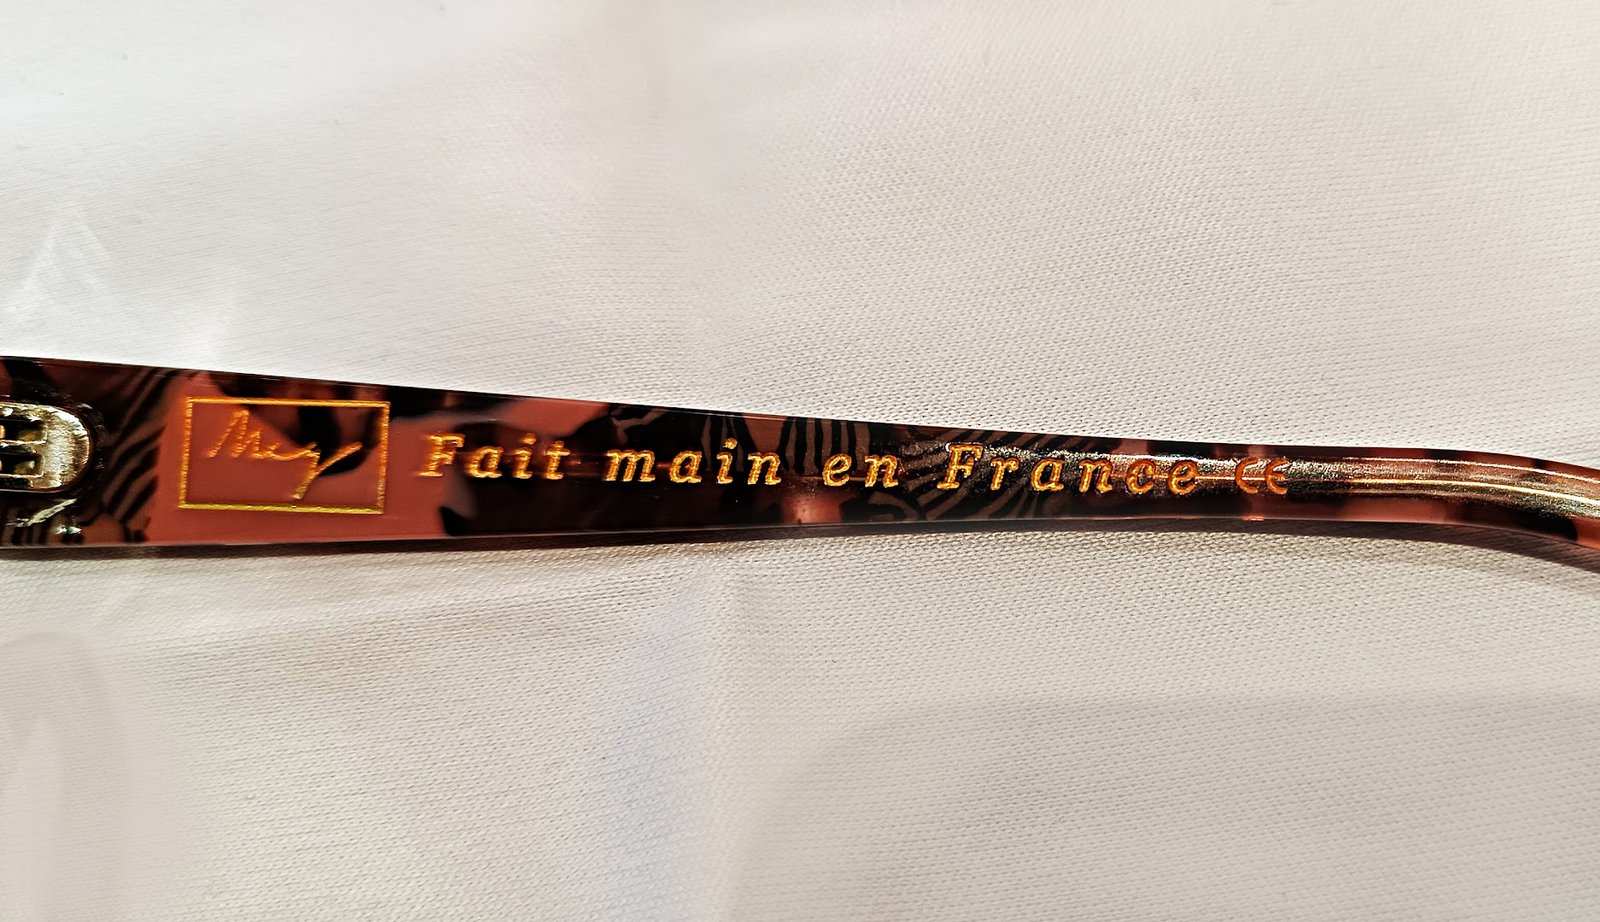 Fait main en France CE